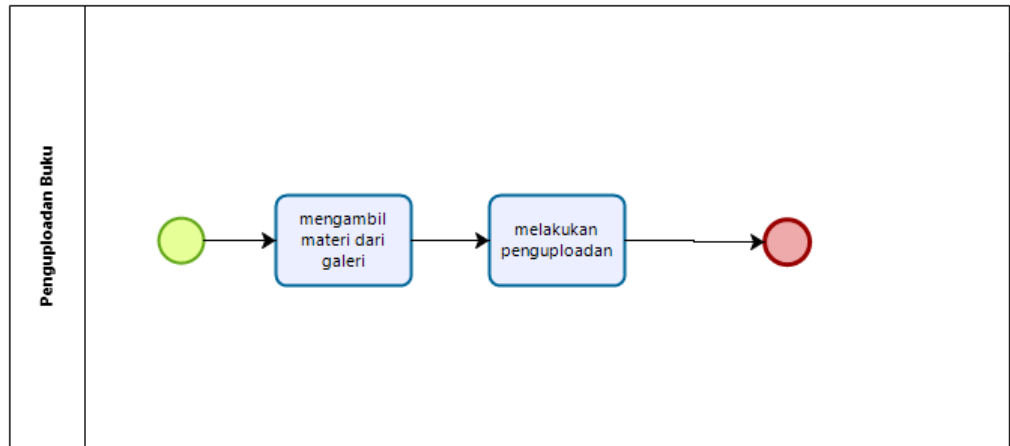 Penguploadan Buku
mengambil
materi dari
galeri
melakukan
penguploadan